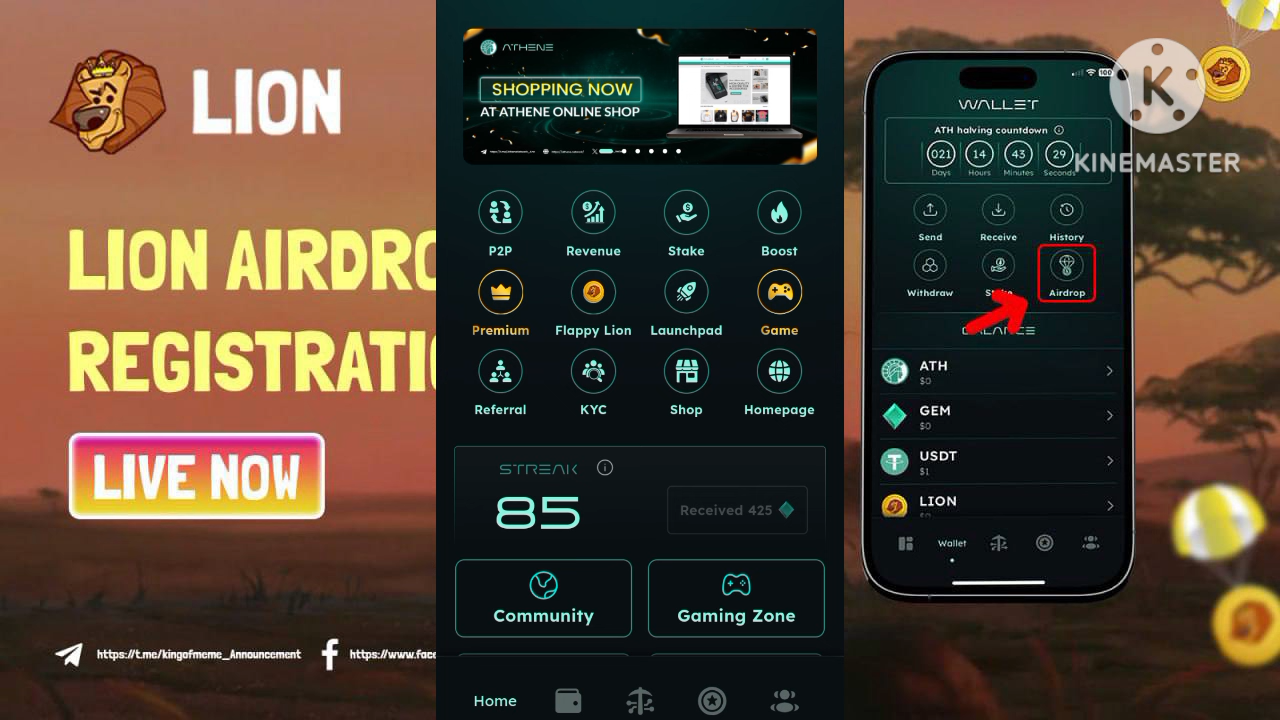 LION
LION AIRDRO
REGISTRATI
LIVE NOW
https://t.me/kingofmeme_Announcement
https://www.face
ATHENE
SHOPPING NOW
AT ATHENE ONLINE SHOP
P2P
Revenue
Stake
Boost
Premium
Flappy Lion
Launchpad
Game
Referral
KYC
Shop
Homepage
STREAK
85
Received 425
Community
Gaming Zone
Home
100
WALLET
ATH halving countdown
021
14
43
29
Days
Hours
Minutes
Seconds
Send
Receive
History
Withdraw
Airdrop
ATH
$0
GEM
$0
USDT
$1
LION
$0
Wallet
K
KINEMASTER